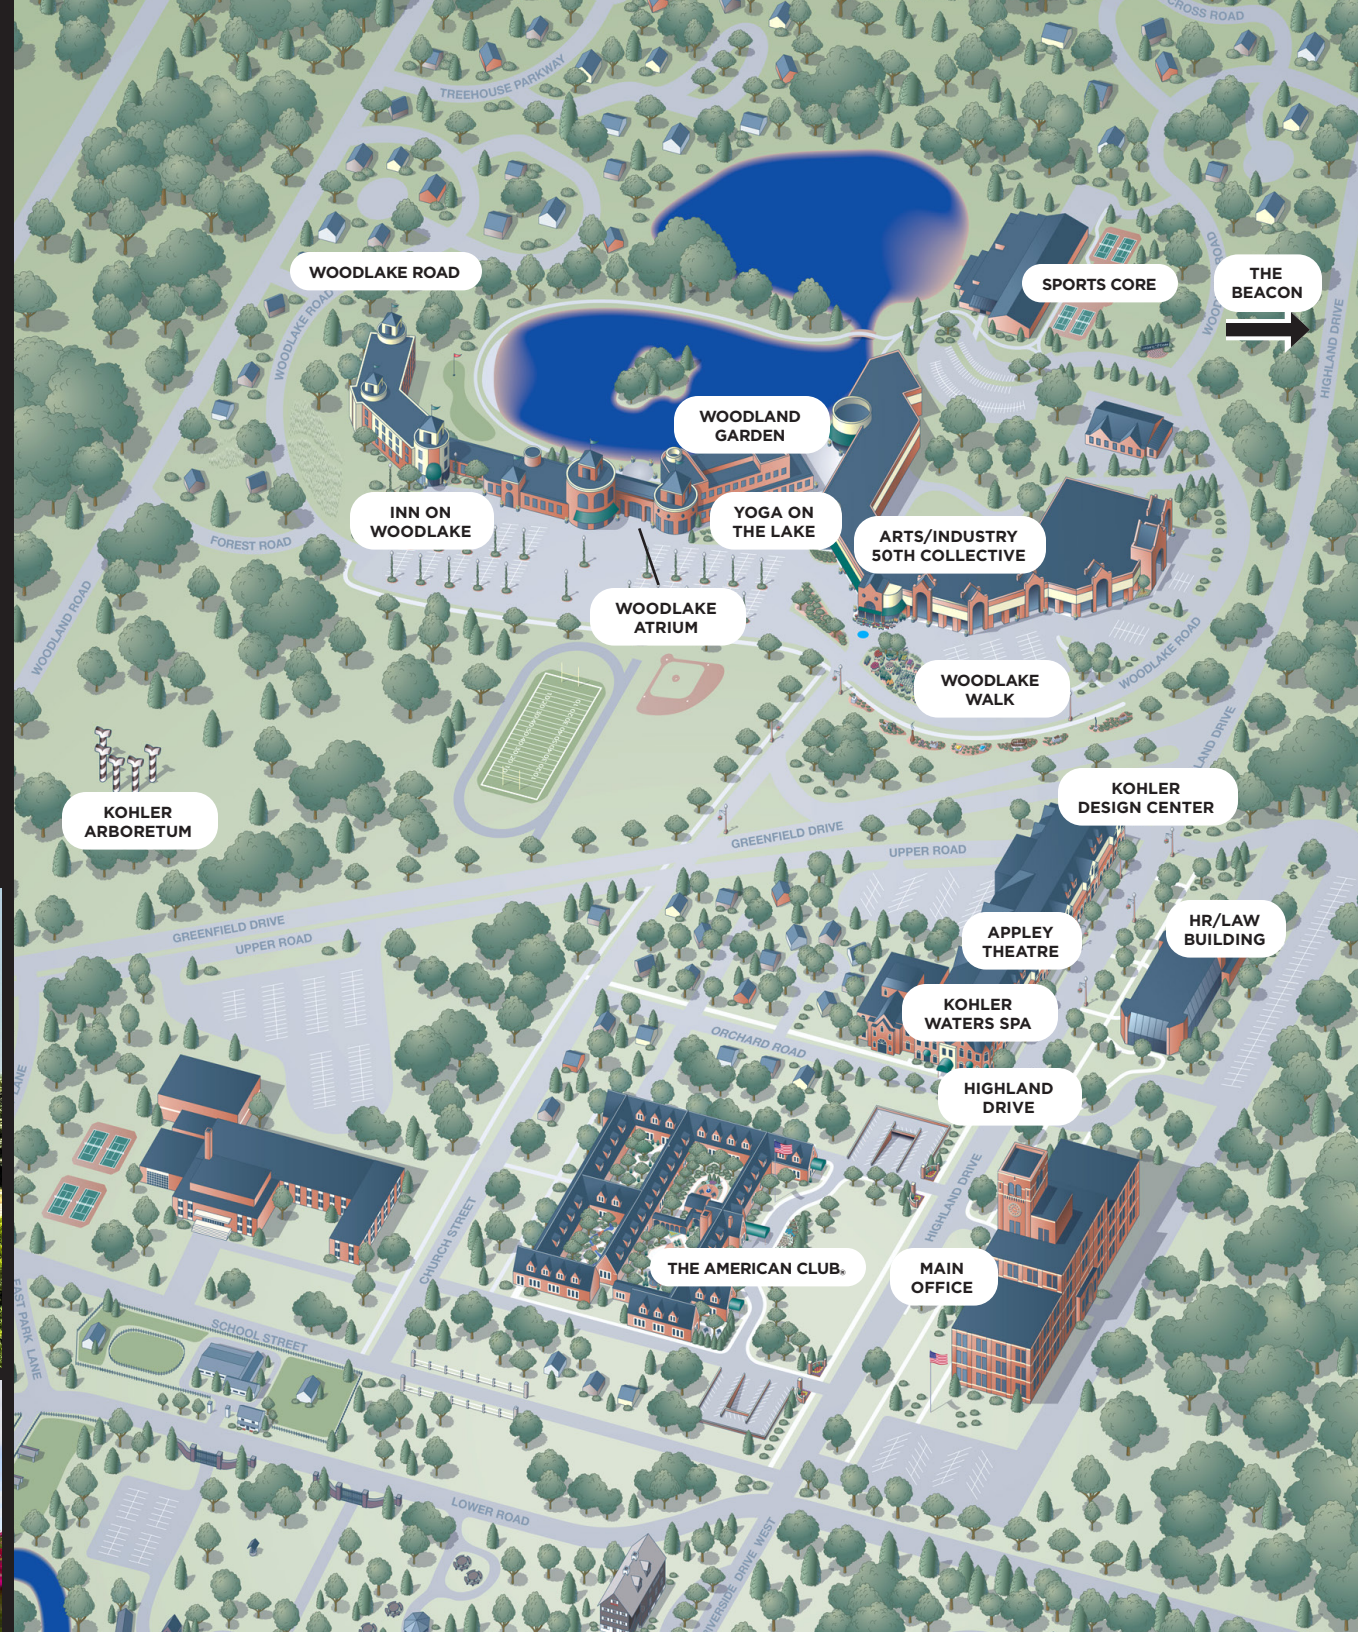 CROSS ROAD
TREEHOUSE PARKWAY
WOODLAKE ROAD
SPORTS CORE
THE
BEACON
WOODLAKE ROAD
HIGHLAND DRIVE
WOODLAND
GARDEN
INN ON
WOODLAKE
YOGA ON
THE LAKE
ARTS/INDUSTRY
50TH COLLECTIVE
FOREST ROAD
WOODLAND ROAD
WOODLAKE
ATRIUM
WOODLAKE ROAD
WOODLAKE
WALK
LAND DRIVE
KOHLER
DESIGN CENTER
KOHLER
ARBORETUM
GREENFIELD DRIVE
UPPER ROAD
GREENFIELD DRIVE
UPPER ROAD
HR/LAW
BUILDING
APPLEY
THEATRE
KOHLER
WATERS SPA
ORCHARD ROAD
LANE
HIGHLAND
DRIVE
HIGHLAND DRIVE
CHURCH STREET
THE AMERICAN CLUB®
MAIN
OFFICE
EAST PARK LANE
SCHOOL STREET
LOWER ROAD
RIVERSIDE DRIVE WEST